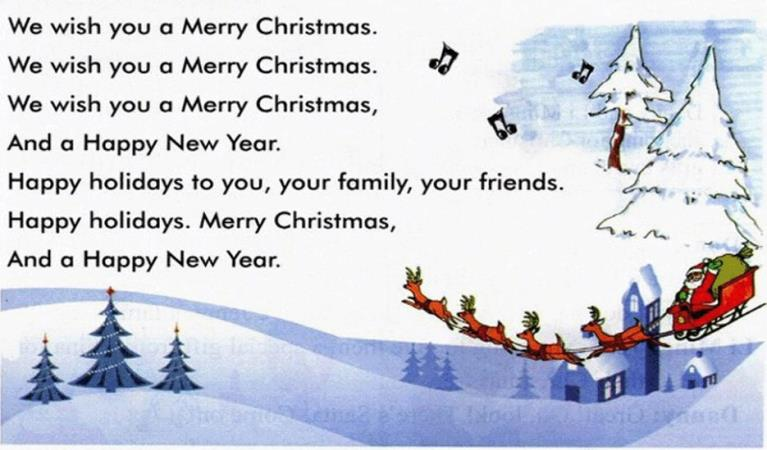 We wish you a Merry Christmas.
We wish you a Merry Christmas.
We wish you a Merry Christmas,
And a Happy New Year.
Happy holidays to you, your family, your friends.
Happy holidays. Merry Christmas,
And a Happy New Year.